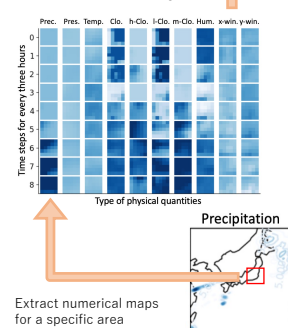 Prec. Pres. Temp. Clo. h-Clo. l-Clo. m-Clo. Hum. x-win. y-win.
Time steps for every three hours
0
1
2
3
4
5
6
7
8
Type of physical quantities
Precipitation
Extract numerical maps
for a specific area